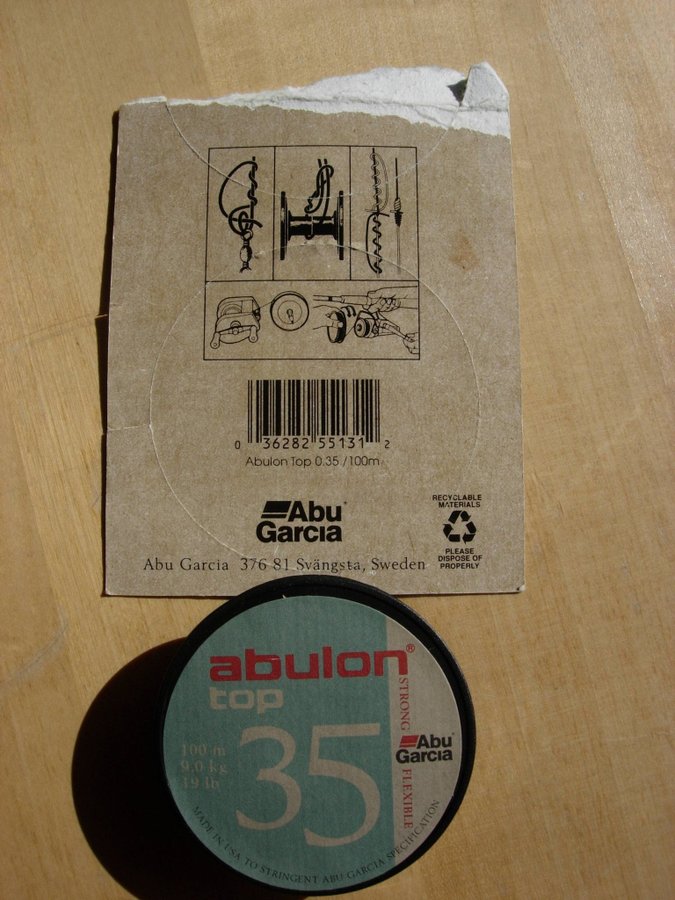 0 36282 55131 2
Abulon Top 0.35 /100m
Abu
Garcia
RECYCLABLE
MATERIALS
PLEASE
DISPOSE OF
PROPERLY
Abu Garcia 376 81 Svängsta, Sweden
abulon®
top
35
100 m
9,0 kg
19 lb
STRONG
FLEXIBLE
Abu
Garcia
MADE IN USA TO STRINGENT ABU GARCIA SPECIFICATION